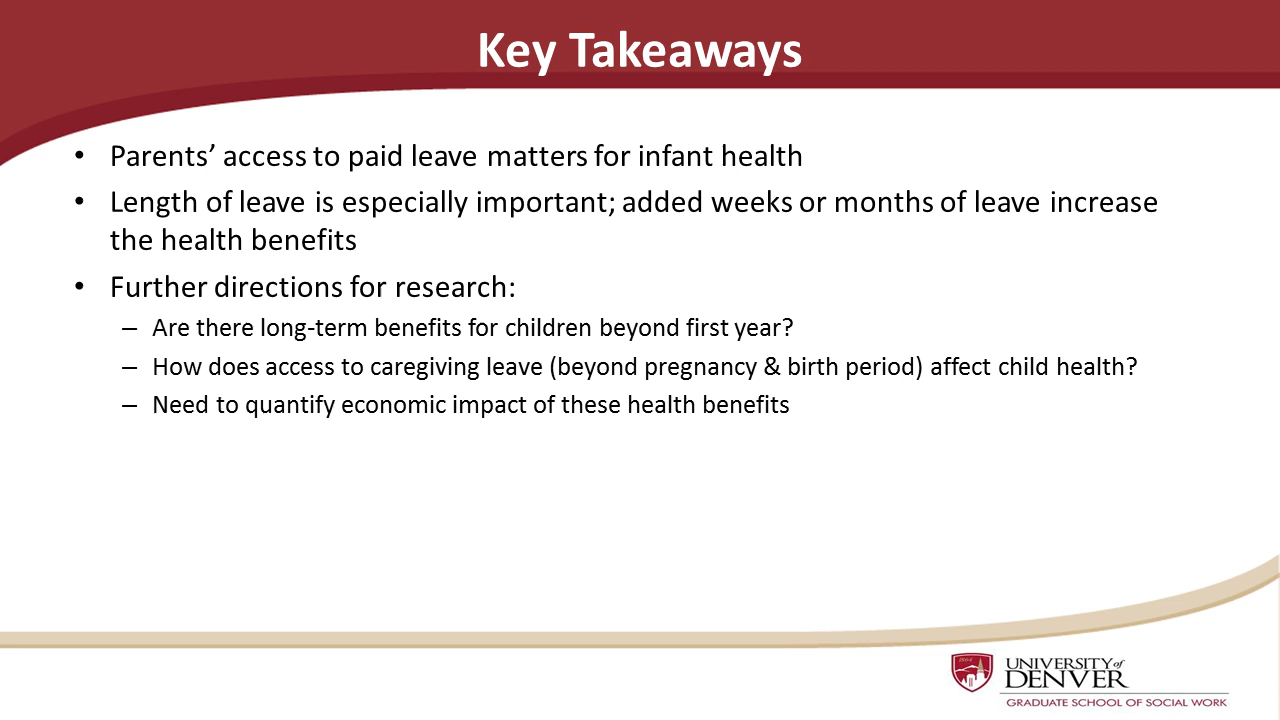 Key Takeaways
• Parents’ access to paid leave matters for infant health
• Length of leave is especially important; added weeks or months of leave increase
the health benefits
• Further directions for research:
– Are there long-term benefits for children beyond first year?
– How does access to caregiving leave (beyond pregnancy & birth period) affect child health?
– Need to quantify economic impact of these health benefits
UNIVERSITY of
DENVER
GRADUATE SCHOOL OF SOCIAL WORK